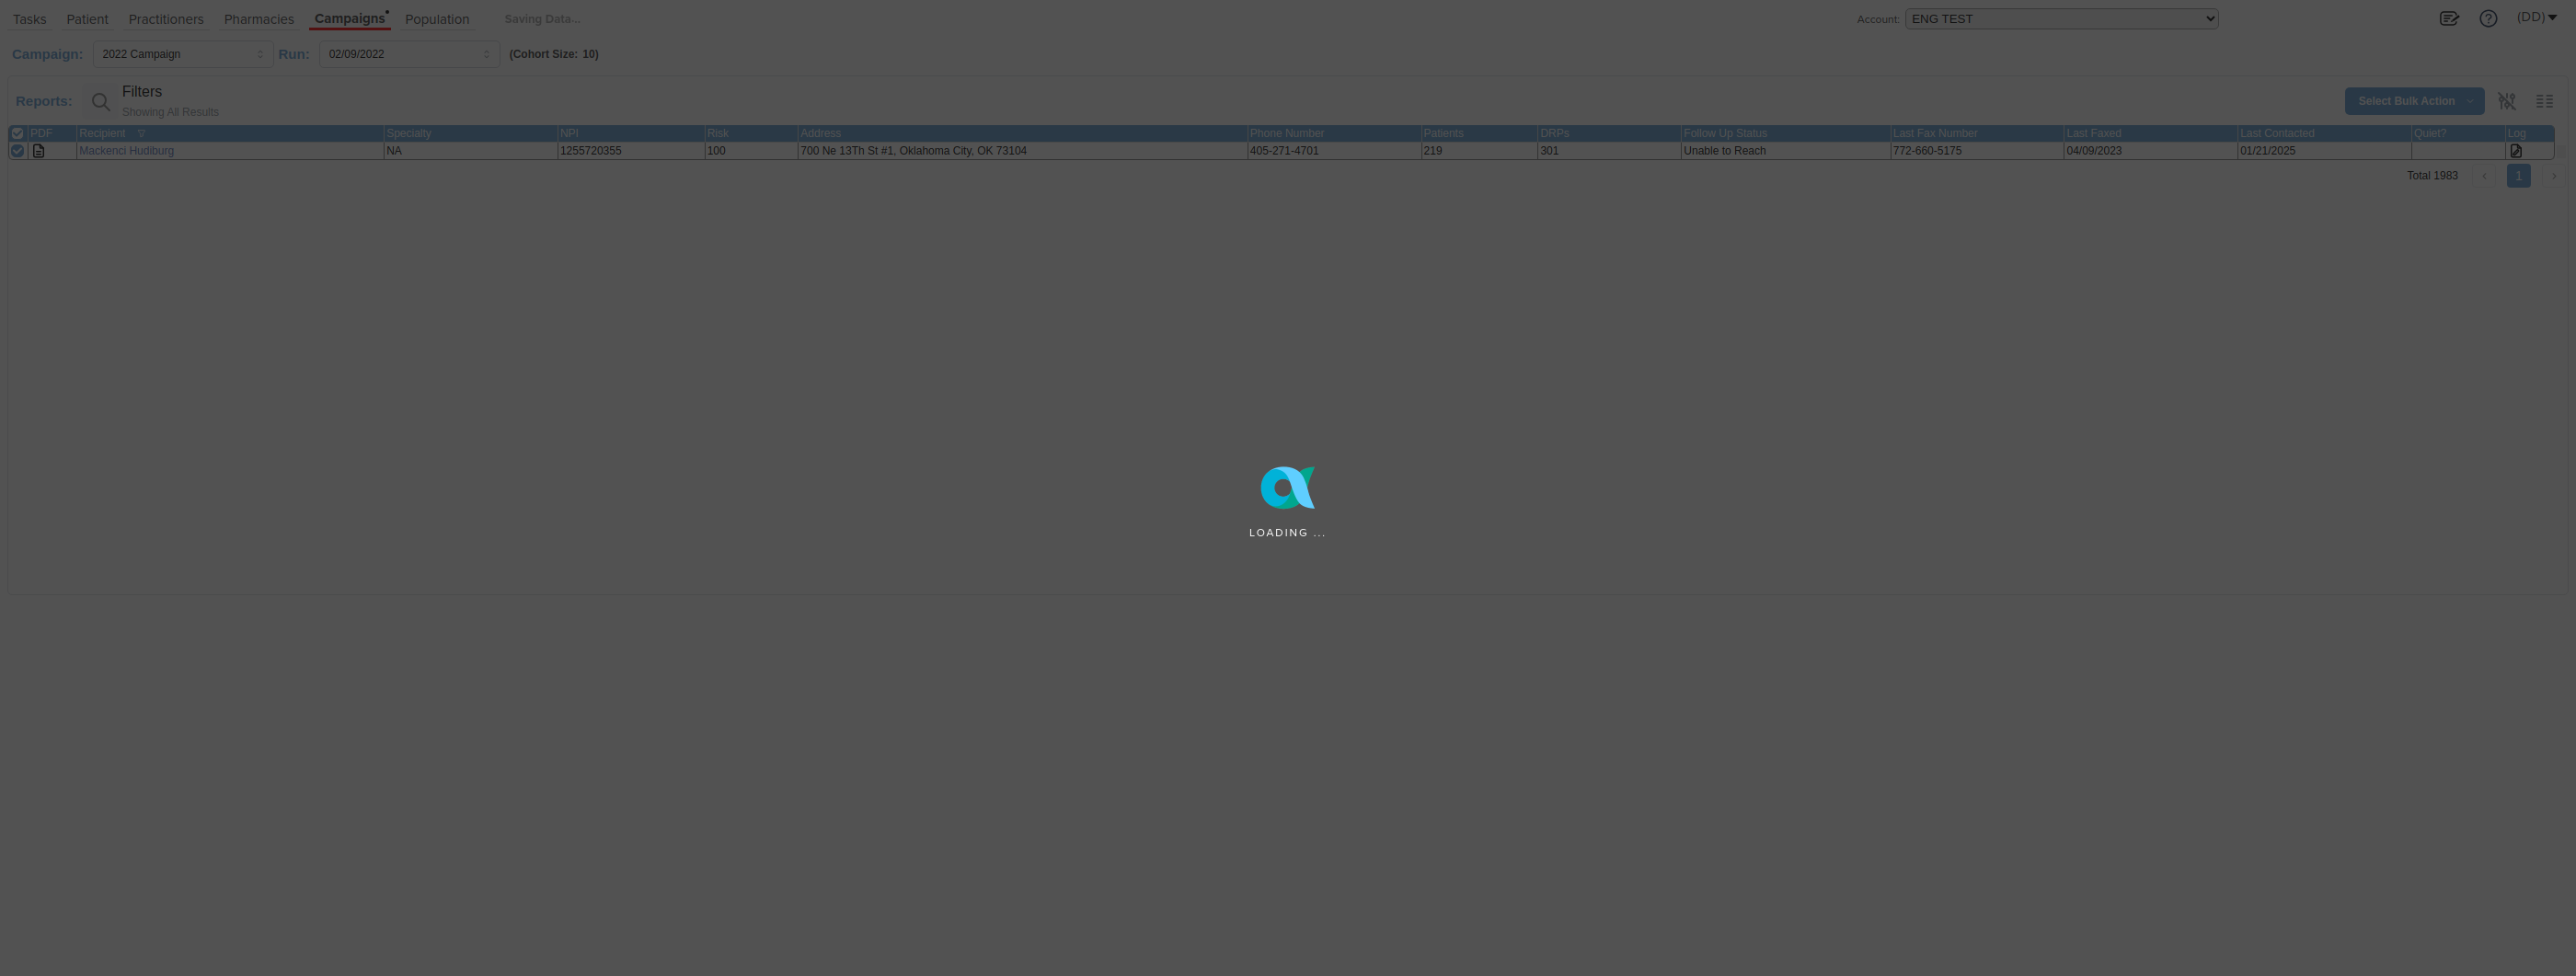 Tasks Patient Practitioners Pharmacies Campaigns Population Saving Data... Account: ENG TEST (DD)
Campaign: 2022 Campaign Run: 02/09/2022 (Cohort Size: 10)
Reports: Filters Select Bulk Action
Showing All Results
PDF Recipient Specialty NPI Risk Address Phone Number Patients DRPs Follow Up Status Last Fax Number Last Faxed Last Contacted Quiet? Log
Mackenci Hudiburg NA 1255720355 100 700 Ne 13Th St #1, Oklahoma City, OK 73104 405-271-4701 219 301 Unable to Reach 772-660-5175 04/09/2023 01/21/2025
Total 1983 1
LOADING ...